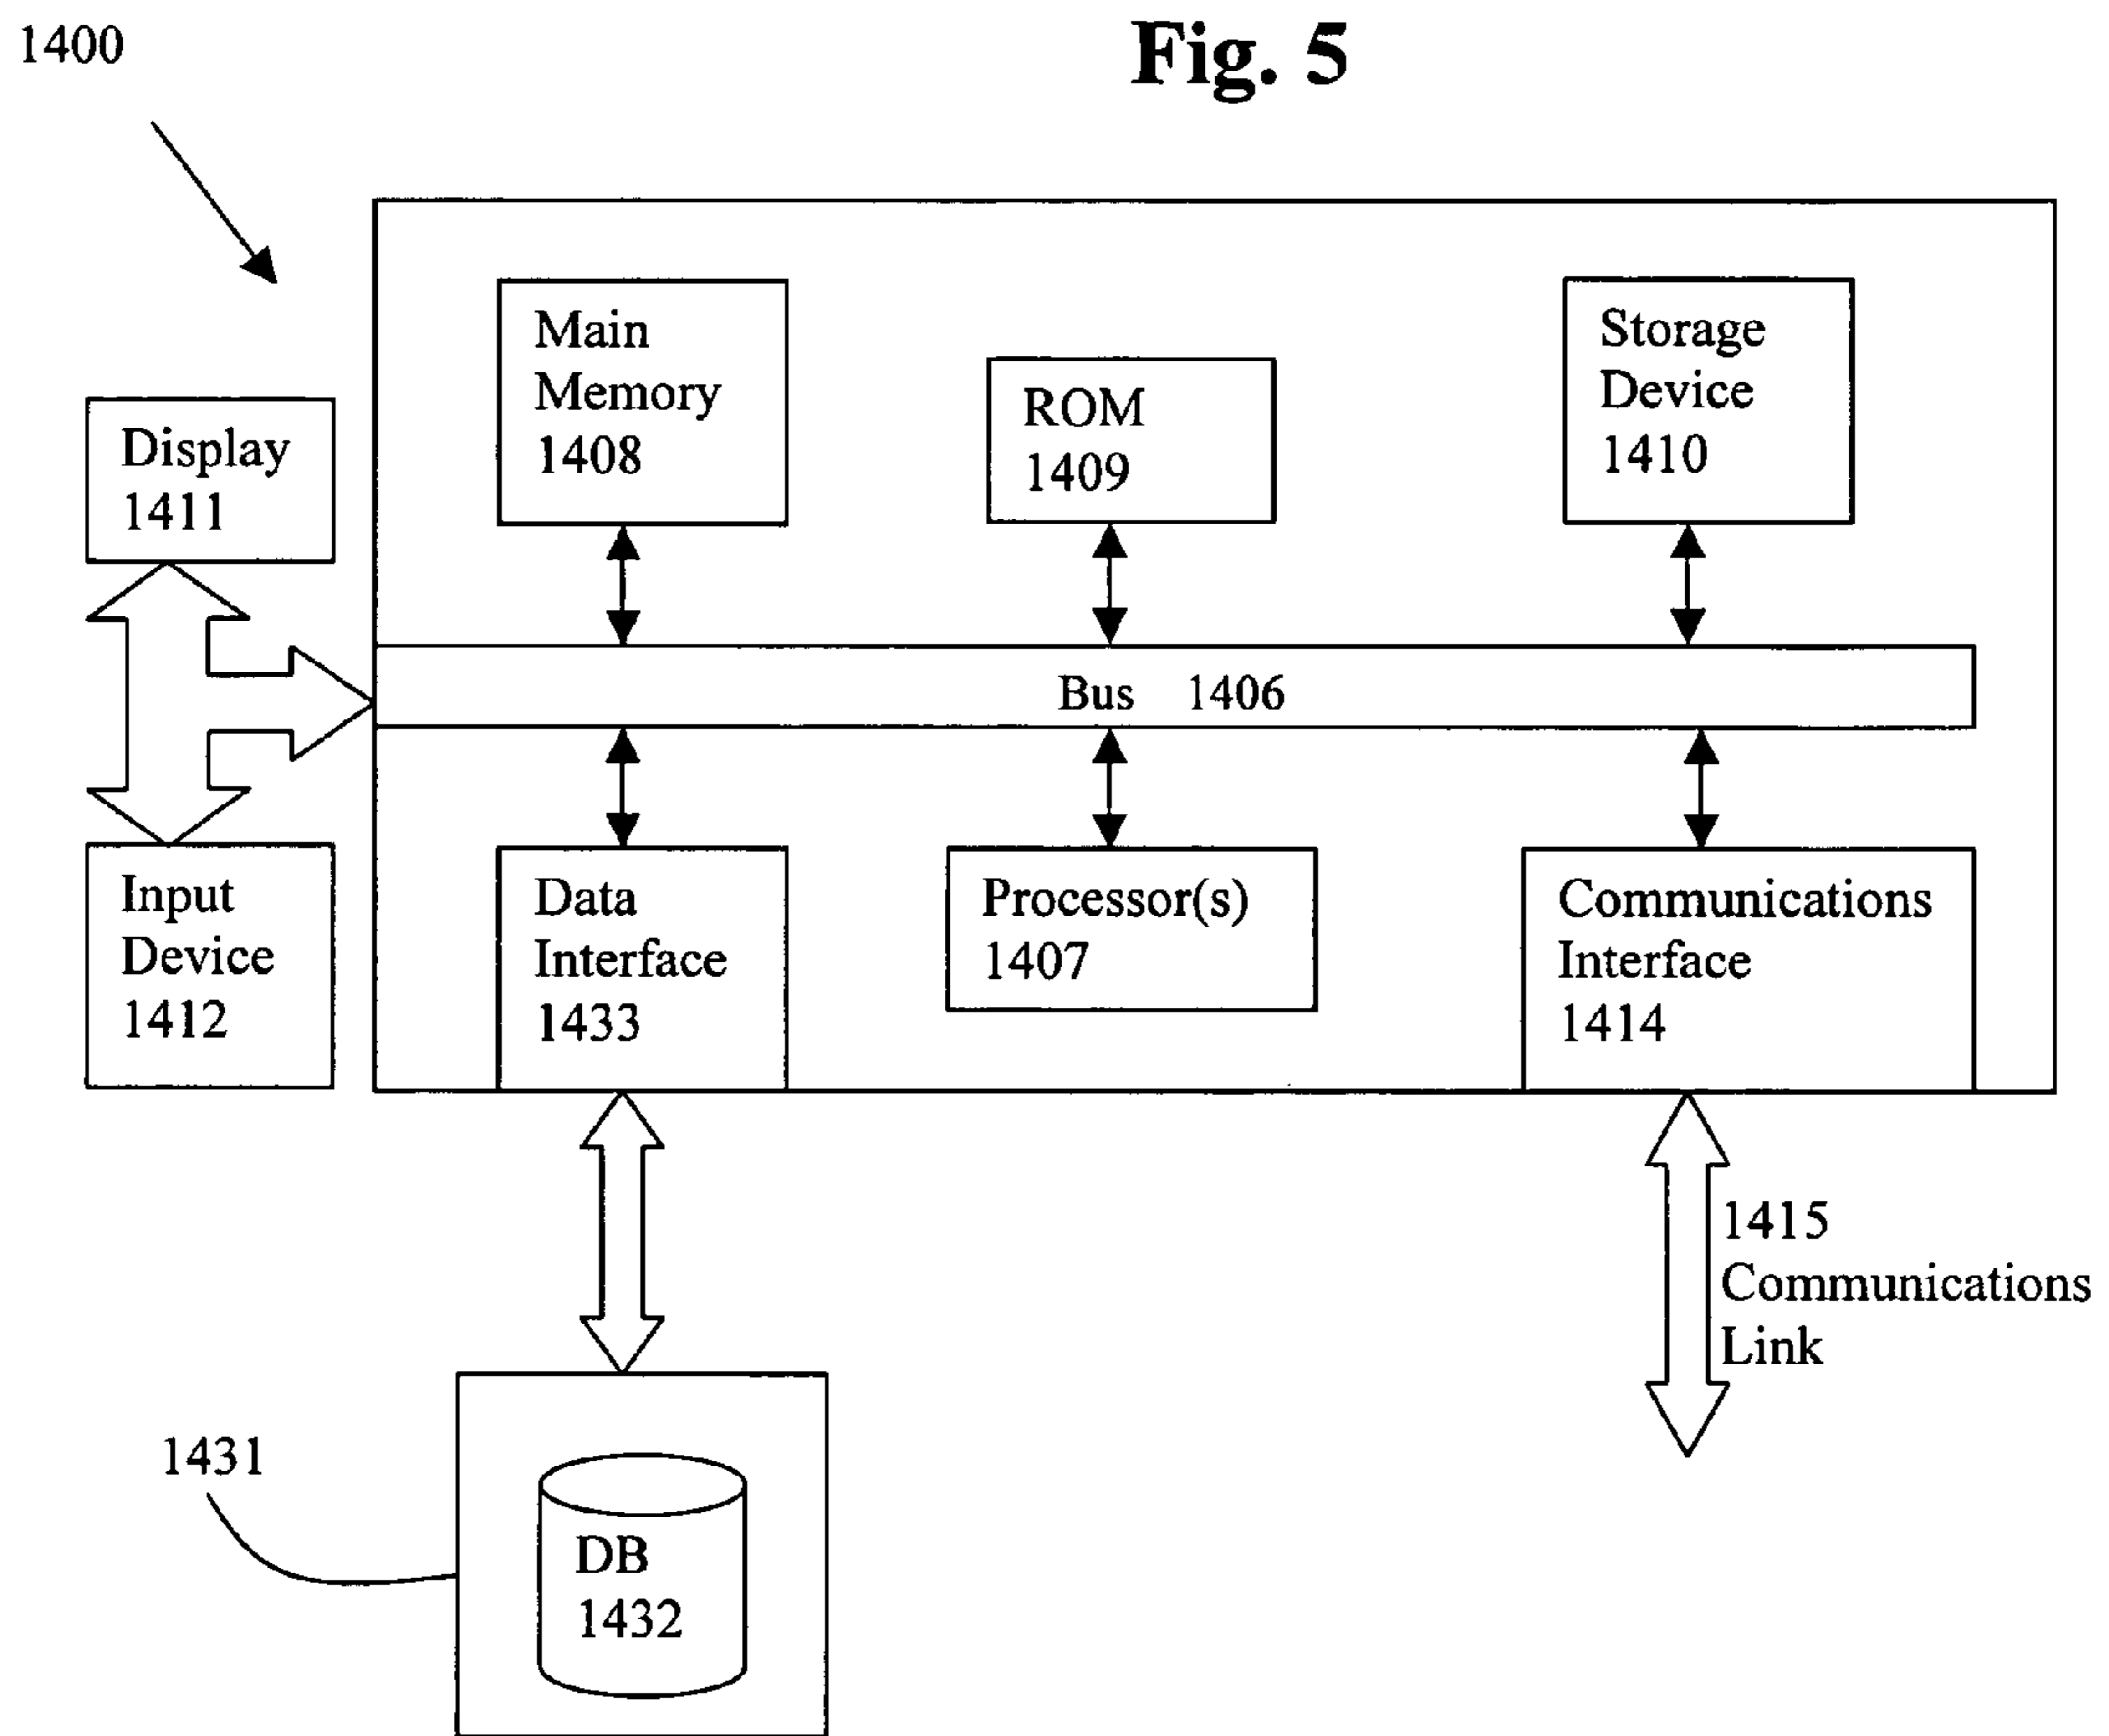 1400
Fig. 5
Main
Memory
1408
ROM
1409
Storage
Device
1410
Display
1411
Bus 1406
Input
Device
1412
Data
Interface
1433
Processor(s)
1407
Communications
Interface
1414
1415
Communications
Link
1431
DB
1432